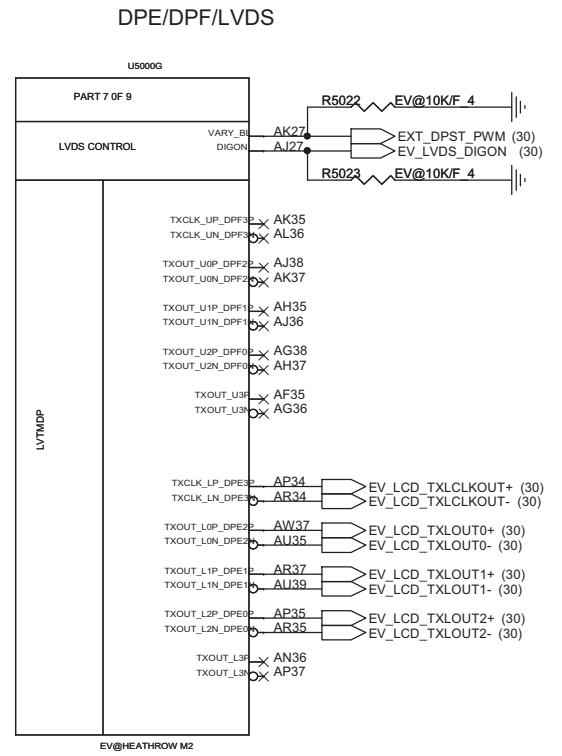 DPE/DPF/LVDS
U5000G
PART 7 0F 9
R5022 EV@10K/F_4
LVDS CONTROL
VARY_BL AK27 EXT_DPST_PWM (30)
DIGON AJ27 EV_LVDS_DIGON (30)
R5023 EV@10K/F_4
TXCLK_UP_DPF3P AK35
TXCLK_UN_DPF3N AL36
TXOUT_U0P_DPF2P AJ38
TXOUT_U0N_DPF2N AK37
TXOUT_U1P_DPF1P AH35
TXOUT_U1N_DPF1N AJ36
TXOUT_U2P_DPF0P AG38
TXOUT_U2N_DPF0N AH37
TXOUT_U3P AF35
TXOUT_U3N AG36
LVTMDP
TXCLK_LP_DPE3P AP34 EV_LCD_TXLCLKOUT+ (30)
TXCLK_LN_DPE3N AR34 EV_LCD_TXLCLKOUT- (30)
TXOUT_L0P_DPE2P AW37 EV_LCD_TXLOUT0+ (30)
TXOUT_L0N_DPE2N AU35 EV_LCD_TXLOUT0- (30)
TXOUT_L1P_DPE1P AR37 EV_LCD_TXLOUT1+ (30)
TXOUT_L1N_DPE1N AU39 EV_LCD_TXLOUT1- (30)
TXOUT_L2P_DPE0P AP35 EV_LCD_TXLOUT2+ (30)
TXOUT_L2N_DPE0N AR35 EV_LCD_TXLOUT2- (30)
TXOUT_L3P AN36
TXOUT_L3N AP37
EV@HEATHROW M2